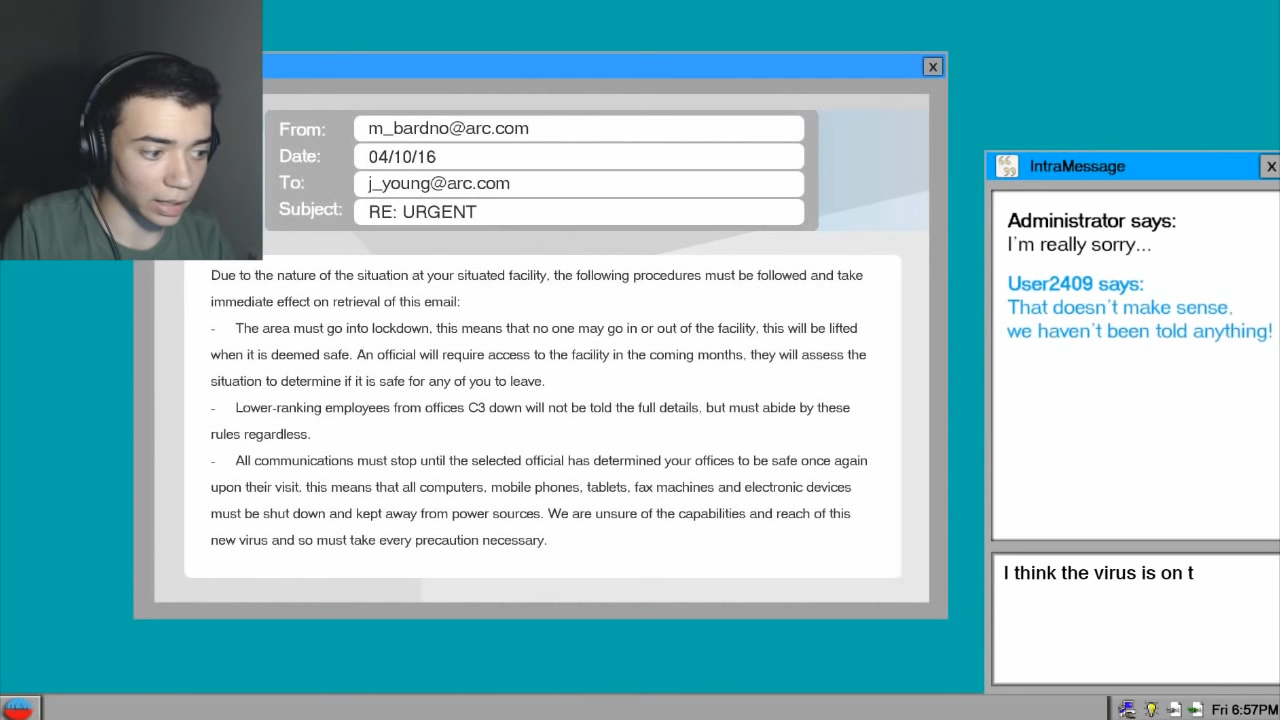 X
From: m_bardno@arc.com
Date: 04/10/16
To: j_young@arc.com
Subject: RE: URGENT
Due to the nature of the situation at your situated facility, the following procedures must be followed and take
immediate effect on retrieval of this email:
- The area must go into lockdown, this means that no one may go in or out of the facility, this will be lifted
when it is deemed safe. An official will require access to the facility in the coming months, they will assess the
situation to determine if it is safe for any of you to leave.
- Lower-ranking employees from offices C3 down will not be told the full details, but must abide by these
rules regardless.
- All communications must stop until the selected official has determined your offices to be safe once again
upon their visit, this means that all computers, mobile phones, tablets, fax machines and electronic devices
must be shut down and kept away from power sources. We are unsure of the capabilities and reach of this
new virus and so must take every precaution necessary.
IntraMessage X
Administrator says:
I'm really sorry...
User2409 says:
That doesn't make sense.
we haven't been told anything!
I think the virus is on t
Fri 6:57PM